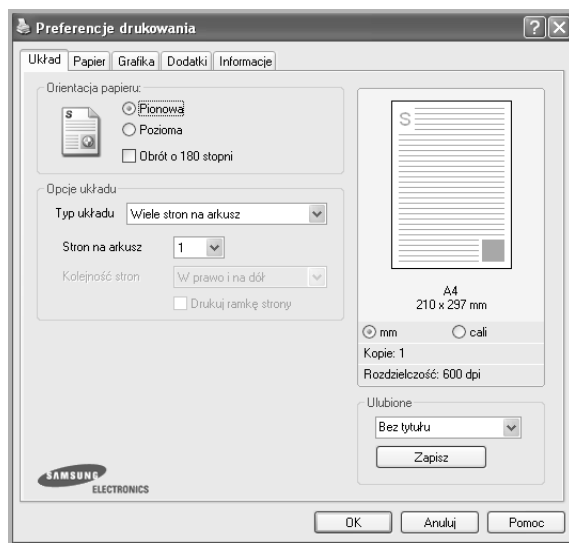 Preferencje drukowania
Układ Papier Grafika Dodatki Informacje
Orientacja papieru:
S
Pionowa
Pozioma
Obrót o 180 stopni
Opcje układu
Typ układu Wiele stron na arkusz
Stron na arkusz 1
Kolejność stron W prawo i na dół
Drukuj ramkę strony
S
A4
210 x 297 mm
mm cali
Kopie: 1
Rozdzielczość: 600 dpi
Ulubione
Bez tytułu
Zapisz
SAMSUNG
ELECTRONICS
OK Anuluj Pomoc